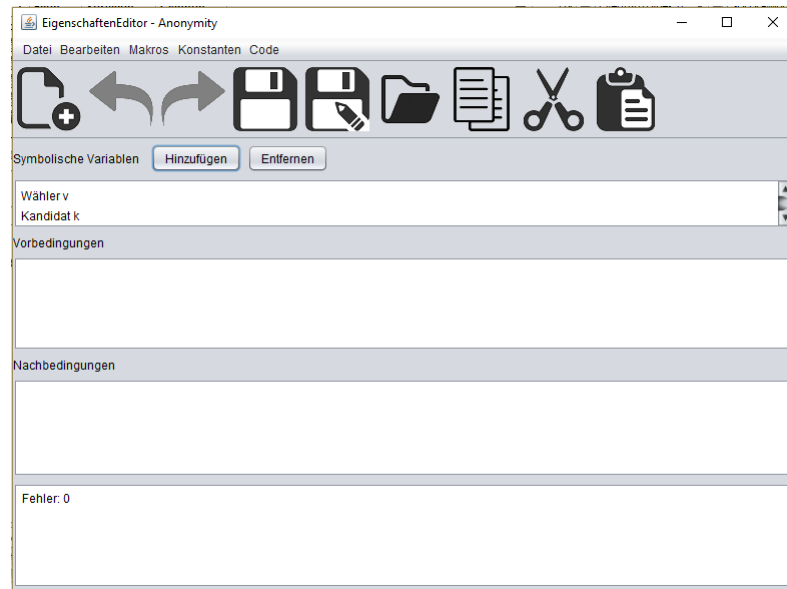 EigenschaftenEditor - Anonymity
Datei Bearbeiten Makros Konstanten Code
Symbolische Variablen Hinzufügen Entfernen
Wähler v
Kandidat k
Vorbedingungen
Nachbedingungen
Fehler: 0